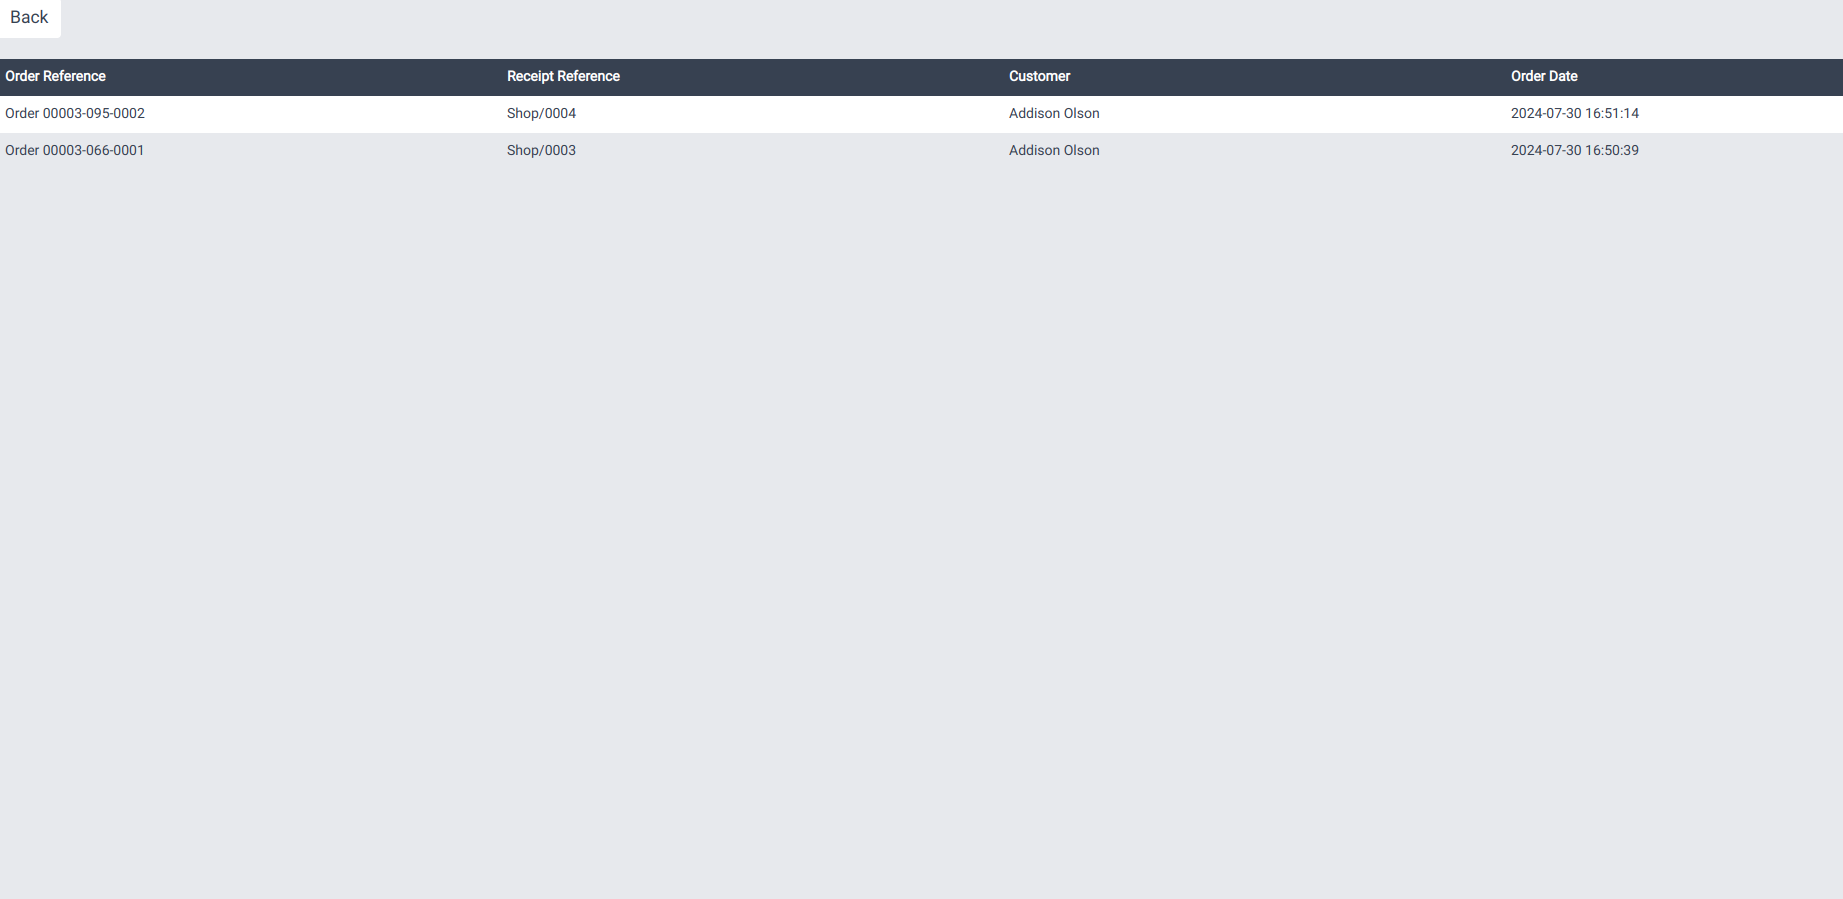 Back
Order Reference Receipt Reference Customer Order Date
Order 00003-095-0002 Shop/0004 Addison Olson 2024-07-30 16:51:14
Order 00003-066-0001 Shop/0003 Addison Olson 2024-07-30 16:50:39